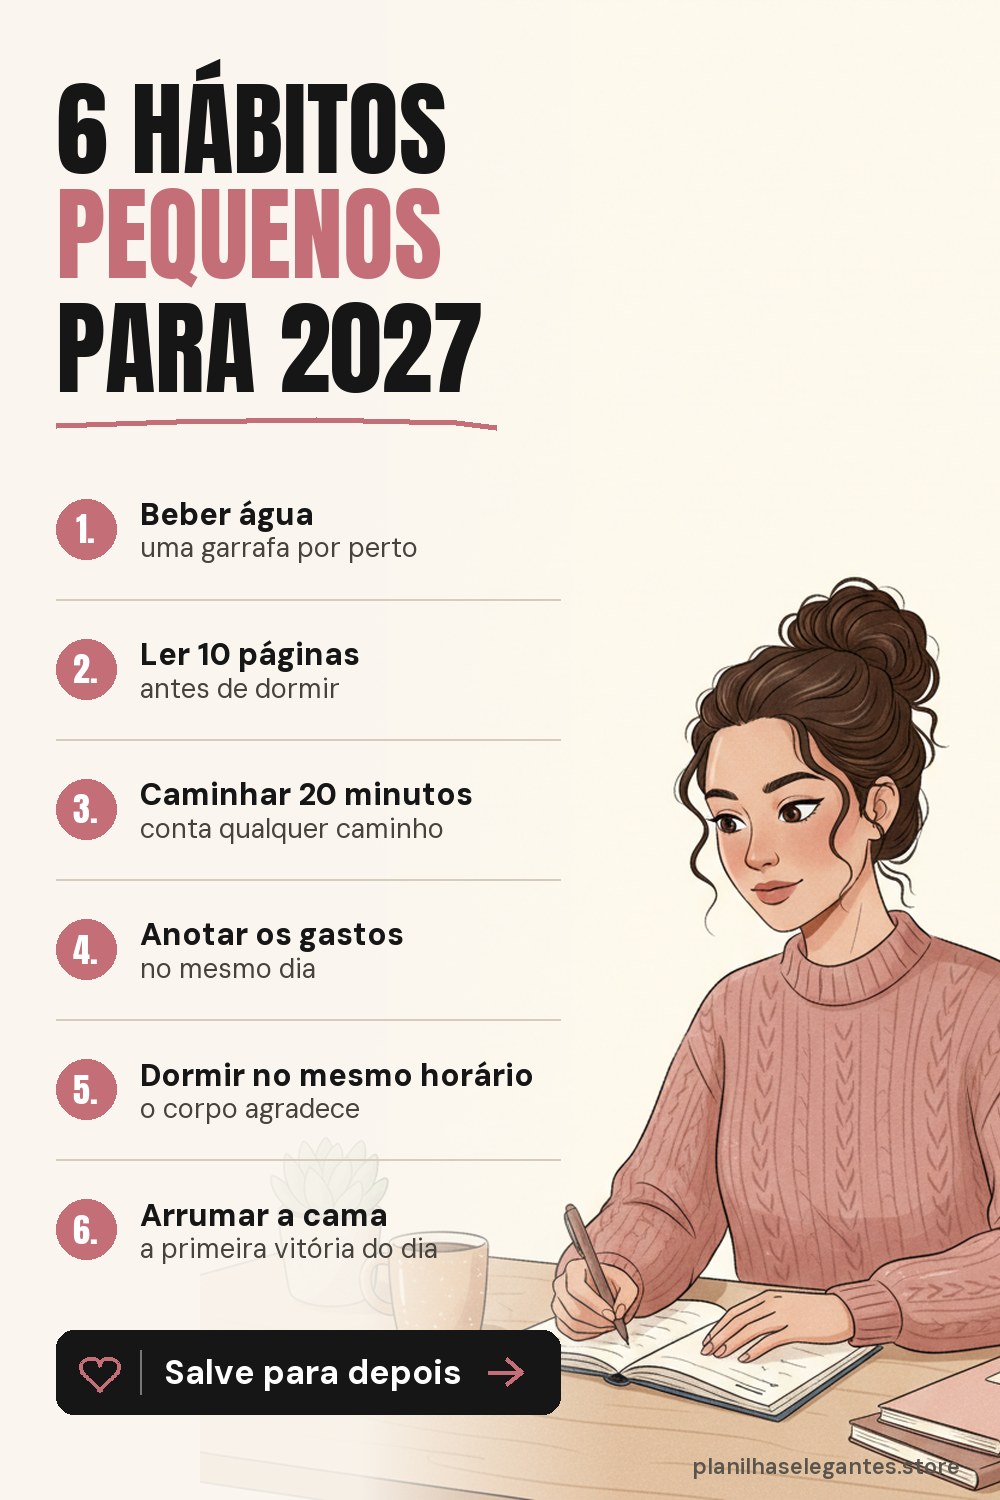 6 HÁBITOS
PEQUENOS
PARA 2027
1. Beber água
uma garrafa por perto
2. Ler 10 páginas
antes de dormir
3. Caminhar 20 minutos
conta qualquer caminho
4. Anotar os gastos
no mesmo dia
5. Dormir no mesmo horário
o corpo agradece
6. Arrumar a cama
a primeira vitória do dia
Salve para depois
planilhaselegantes.store